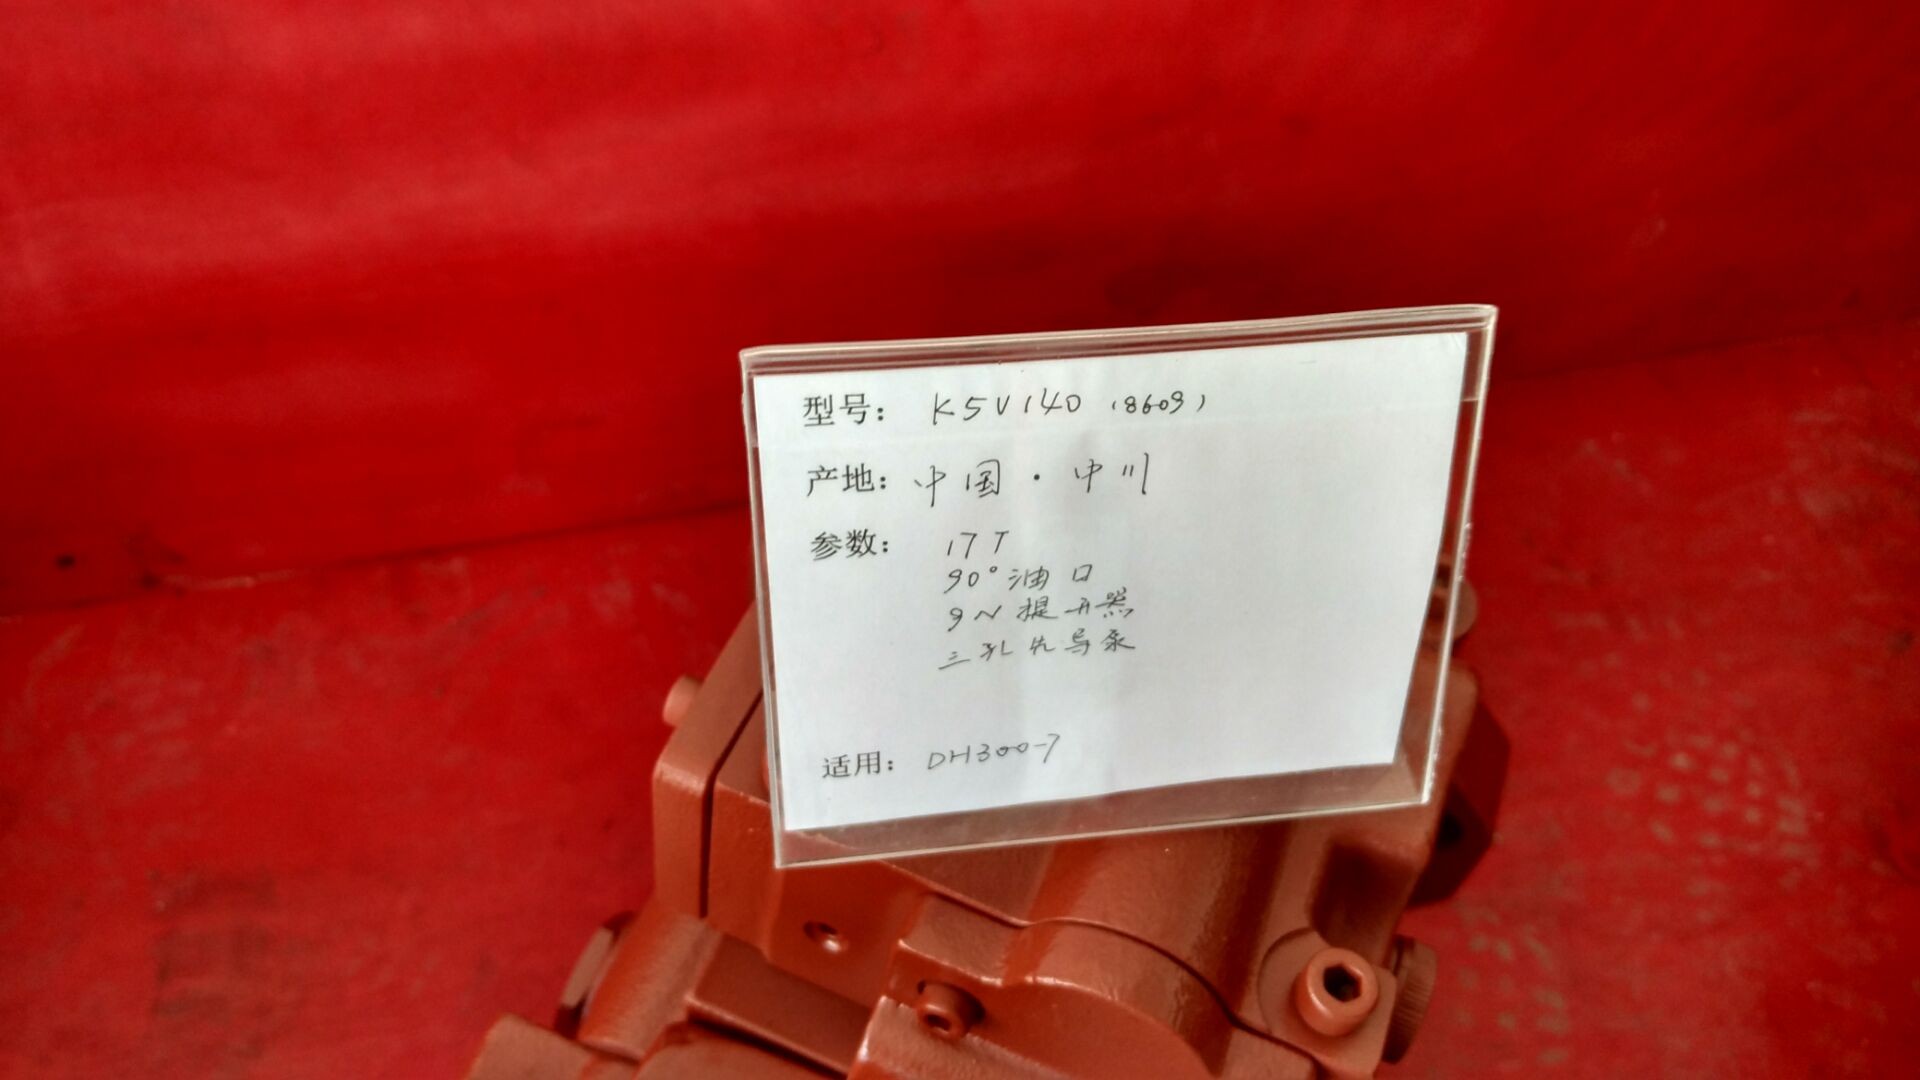 型号： K5V140 (8609)
产地：中国·中川
参数： 17T
90°油口
9N提升器
三孔先导泵
适用： DH300-7